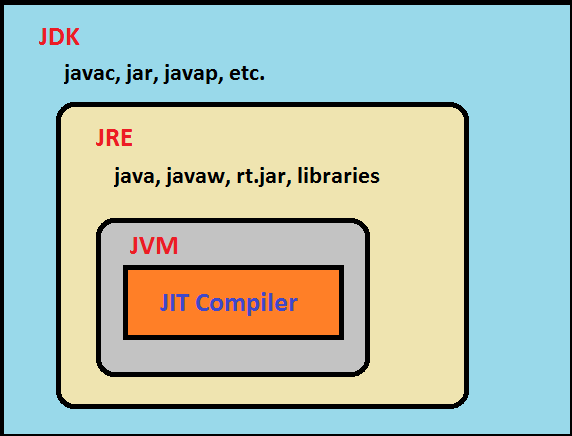 JDK
javac, jar, javap, etc.
JRE
java, javaw, rt.jar, libraries
JVM
JIT Compiler